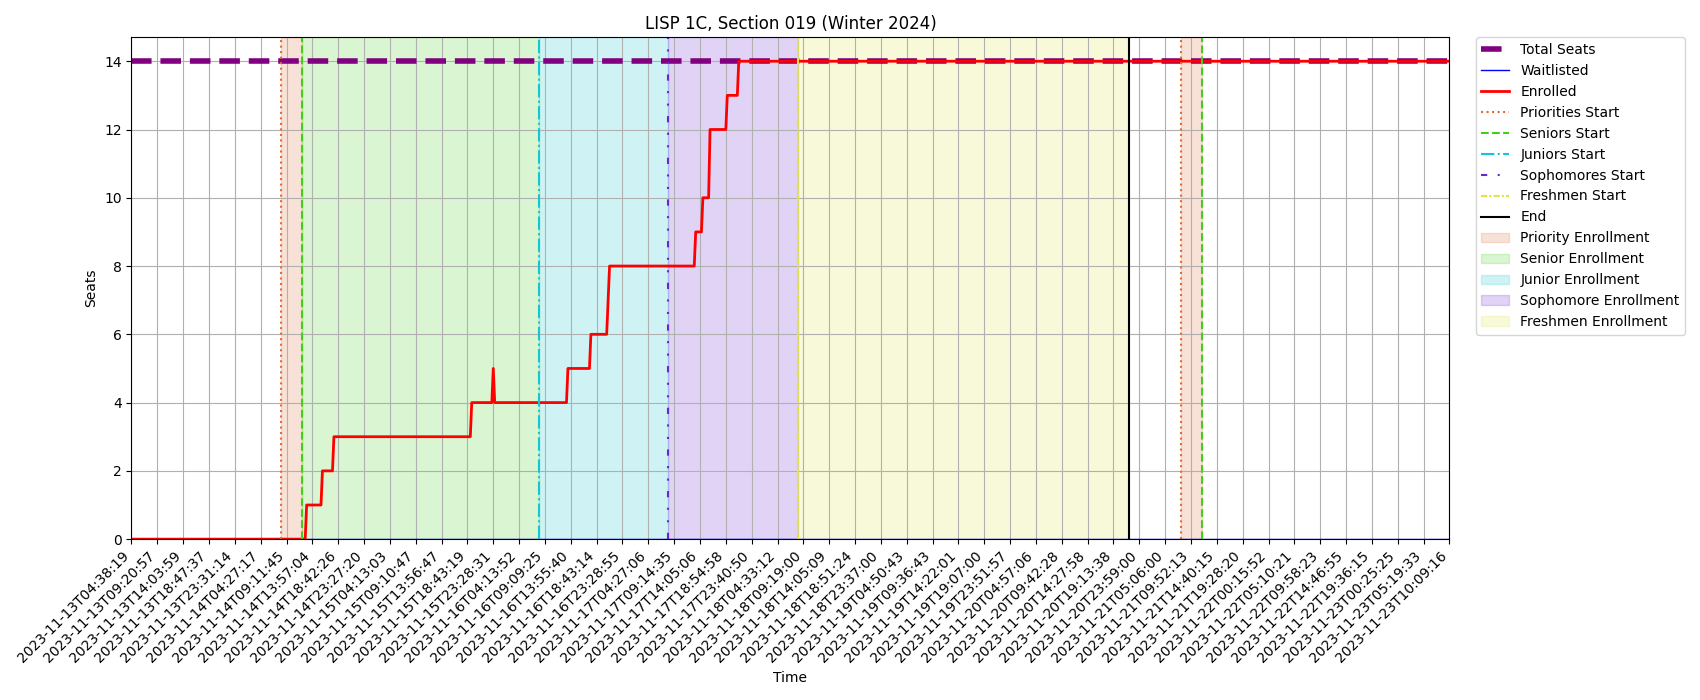 LISP 1C, Section 019 (Winter 2024)
14
12
10
8
6
4
2
0
Seats
2023-11-13T04:38:19
2023-11-13T09:20:57
2023-11-13T14:03:59
2023-11-13T18:47:37
2023-11-13T23:31:14
2023-11-14T04:27:17
2023-11-14T09:11:45
2023-11-14T13:57:04
2023-11-14T18:42:26
2023-11-14T23:27:20
2023-11-15T04:13:03
2023-11-15T09:10:47
2023-11-15T13:56:47
2023-11-15T18:43:19
2023-11-15T23:28:31
2023-11-16T04:13:52
2023-11-16T09:09:25
2023-11-16T13:55:40
2023-11-16T18:43:14
2023-11-16T23:28:55
2023-11-17T04:27:06
2023-11-17T09:14:35
2023-11-17T14:05:06
2023-11-17T18:54:58
2023-11-17T23:40:50
2023-11-18T04:33:12
2023-11-18T09:19:00
2023-11-18T14:05:09
2023-11-18T18:51:24
2023-11-18T23:37:00
2023-11-19T04:50:43
2023-11-19T09:36:43
2023-11-19T14:22:01
2023-11-19T19:07:00
2023-11-19T23:51:57
2023-11-20T04:57:06
2023-11-20T09:42:28
2023-11-20T14:27:58
2023-11-20T19:13:38
2023-11-20T23:59:00
2023-11-21T05:06:00
2023-11-21T09:52:13
2023-11-21T14:40:15
2023-11-21T19:28:20
2023-11-22T00:15:52
2023-11-22T05:10:21
2023-11-22T09:58:23
2023-11-22T14:46:55
2023-11-22T19:36:15
2023-11-23T00:25:25
2023-11-23T05:19:33
2023-11-23T10:09:16
Time
Total Seats
Waitlisted
Enrolled
Priorities Start
Seniors Start
Juniors Start
Sophomores Start
Freshmen Start
End
Priority Enrollment
Senior Enrollment
Junior Enrollment
Sophomore Enrollment
Freshmen Enrollment